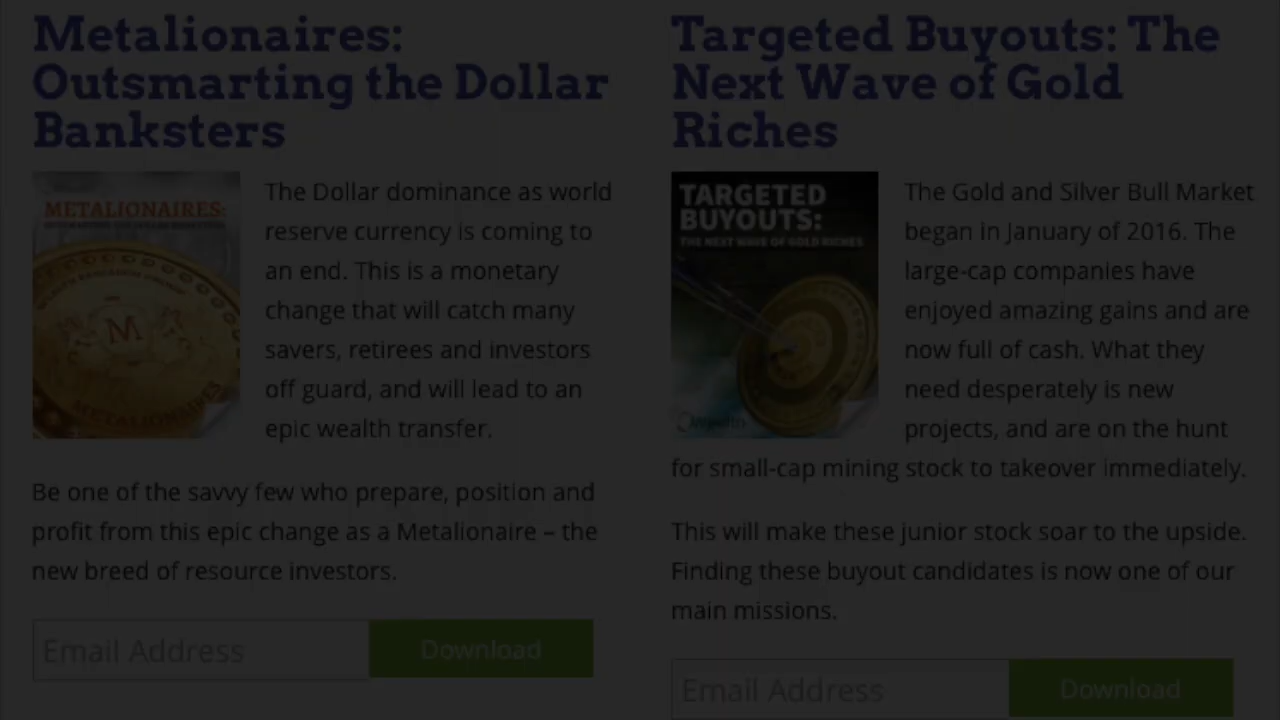 Metalionaires:
Outsmarting the Dollar
Banksters
METALIONAIRES:
OUTSMARTING THE DOLLAR BANKSTERS
M
METALIONAIRES
The Dollar dominance as world
reserve currency is coming to
an end. This is a monetary
change that will catch many
savers, retirees and investors
off guard, and will lead to an
epic wealth transfer.
Be one of the savvy few who prepare, position and
profit from this epic change as a Metalionaire – the
new breed of resource investors.
Email Address
Download
Targeted Buyouts: The
Next Wave of Gold
Riches
TARGETED
BUYOUTS:
THE NEXT WAVE OF GOLD RICHES
The Gold and Silver Bull Market
began in January of 2016. The
large-cap companies have
enjoyed amazing gains and are
now full of cash. What they
need desperately is new
projects, and are on the hunt
for small-cap mining stock to takeover immediately.
This will make these junior stock soar to the upside.
Finding these buyout candidates is now one of our
main missions.
Email Address
Download